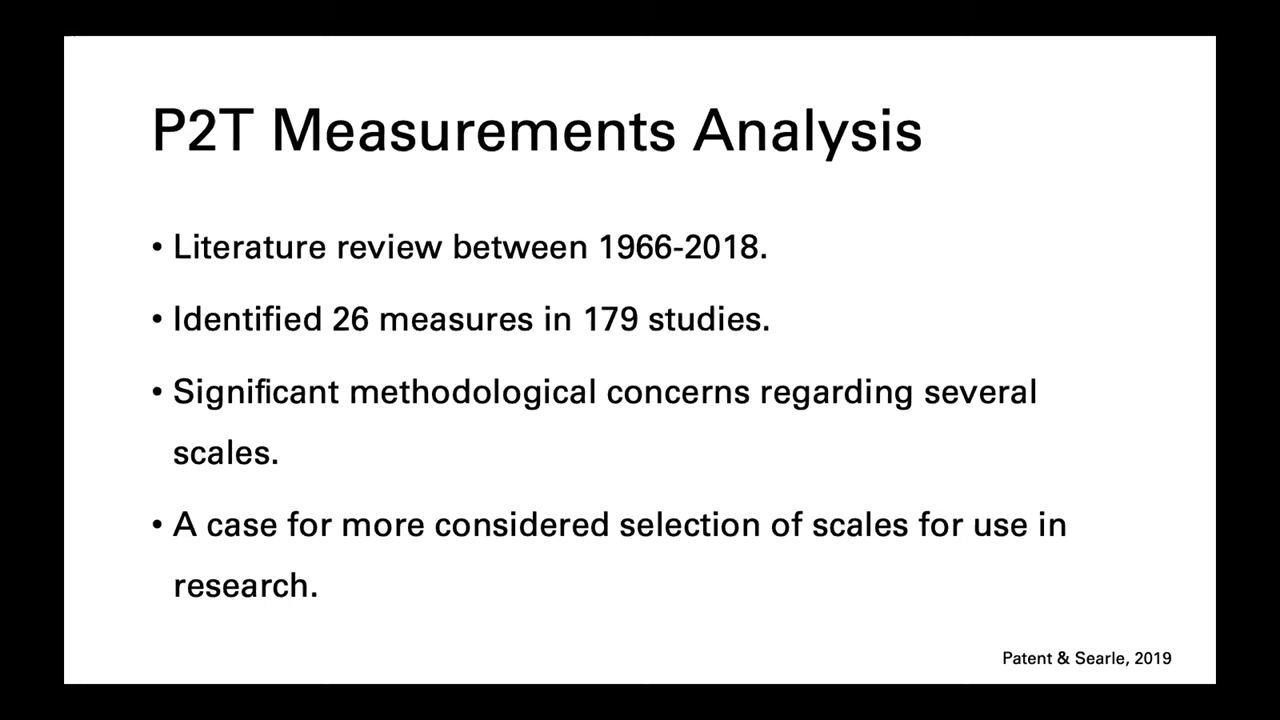 P2T Measurements Analysis
• Literature review between 1966-2018.
• Identified 26 measures in 179 studies.
• Significant methodological concerns regarding several
scales.
• A case for more considered selection of scales for use in
research.
Patent & Searle, 2019